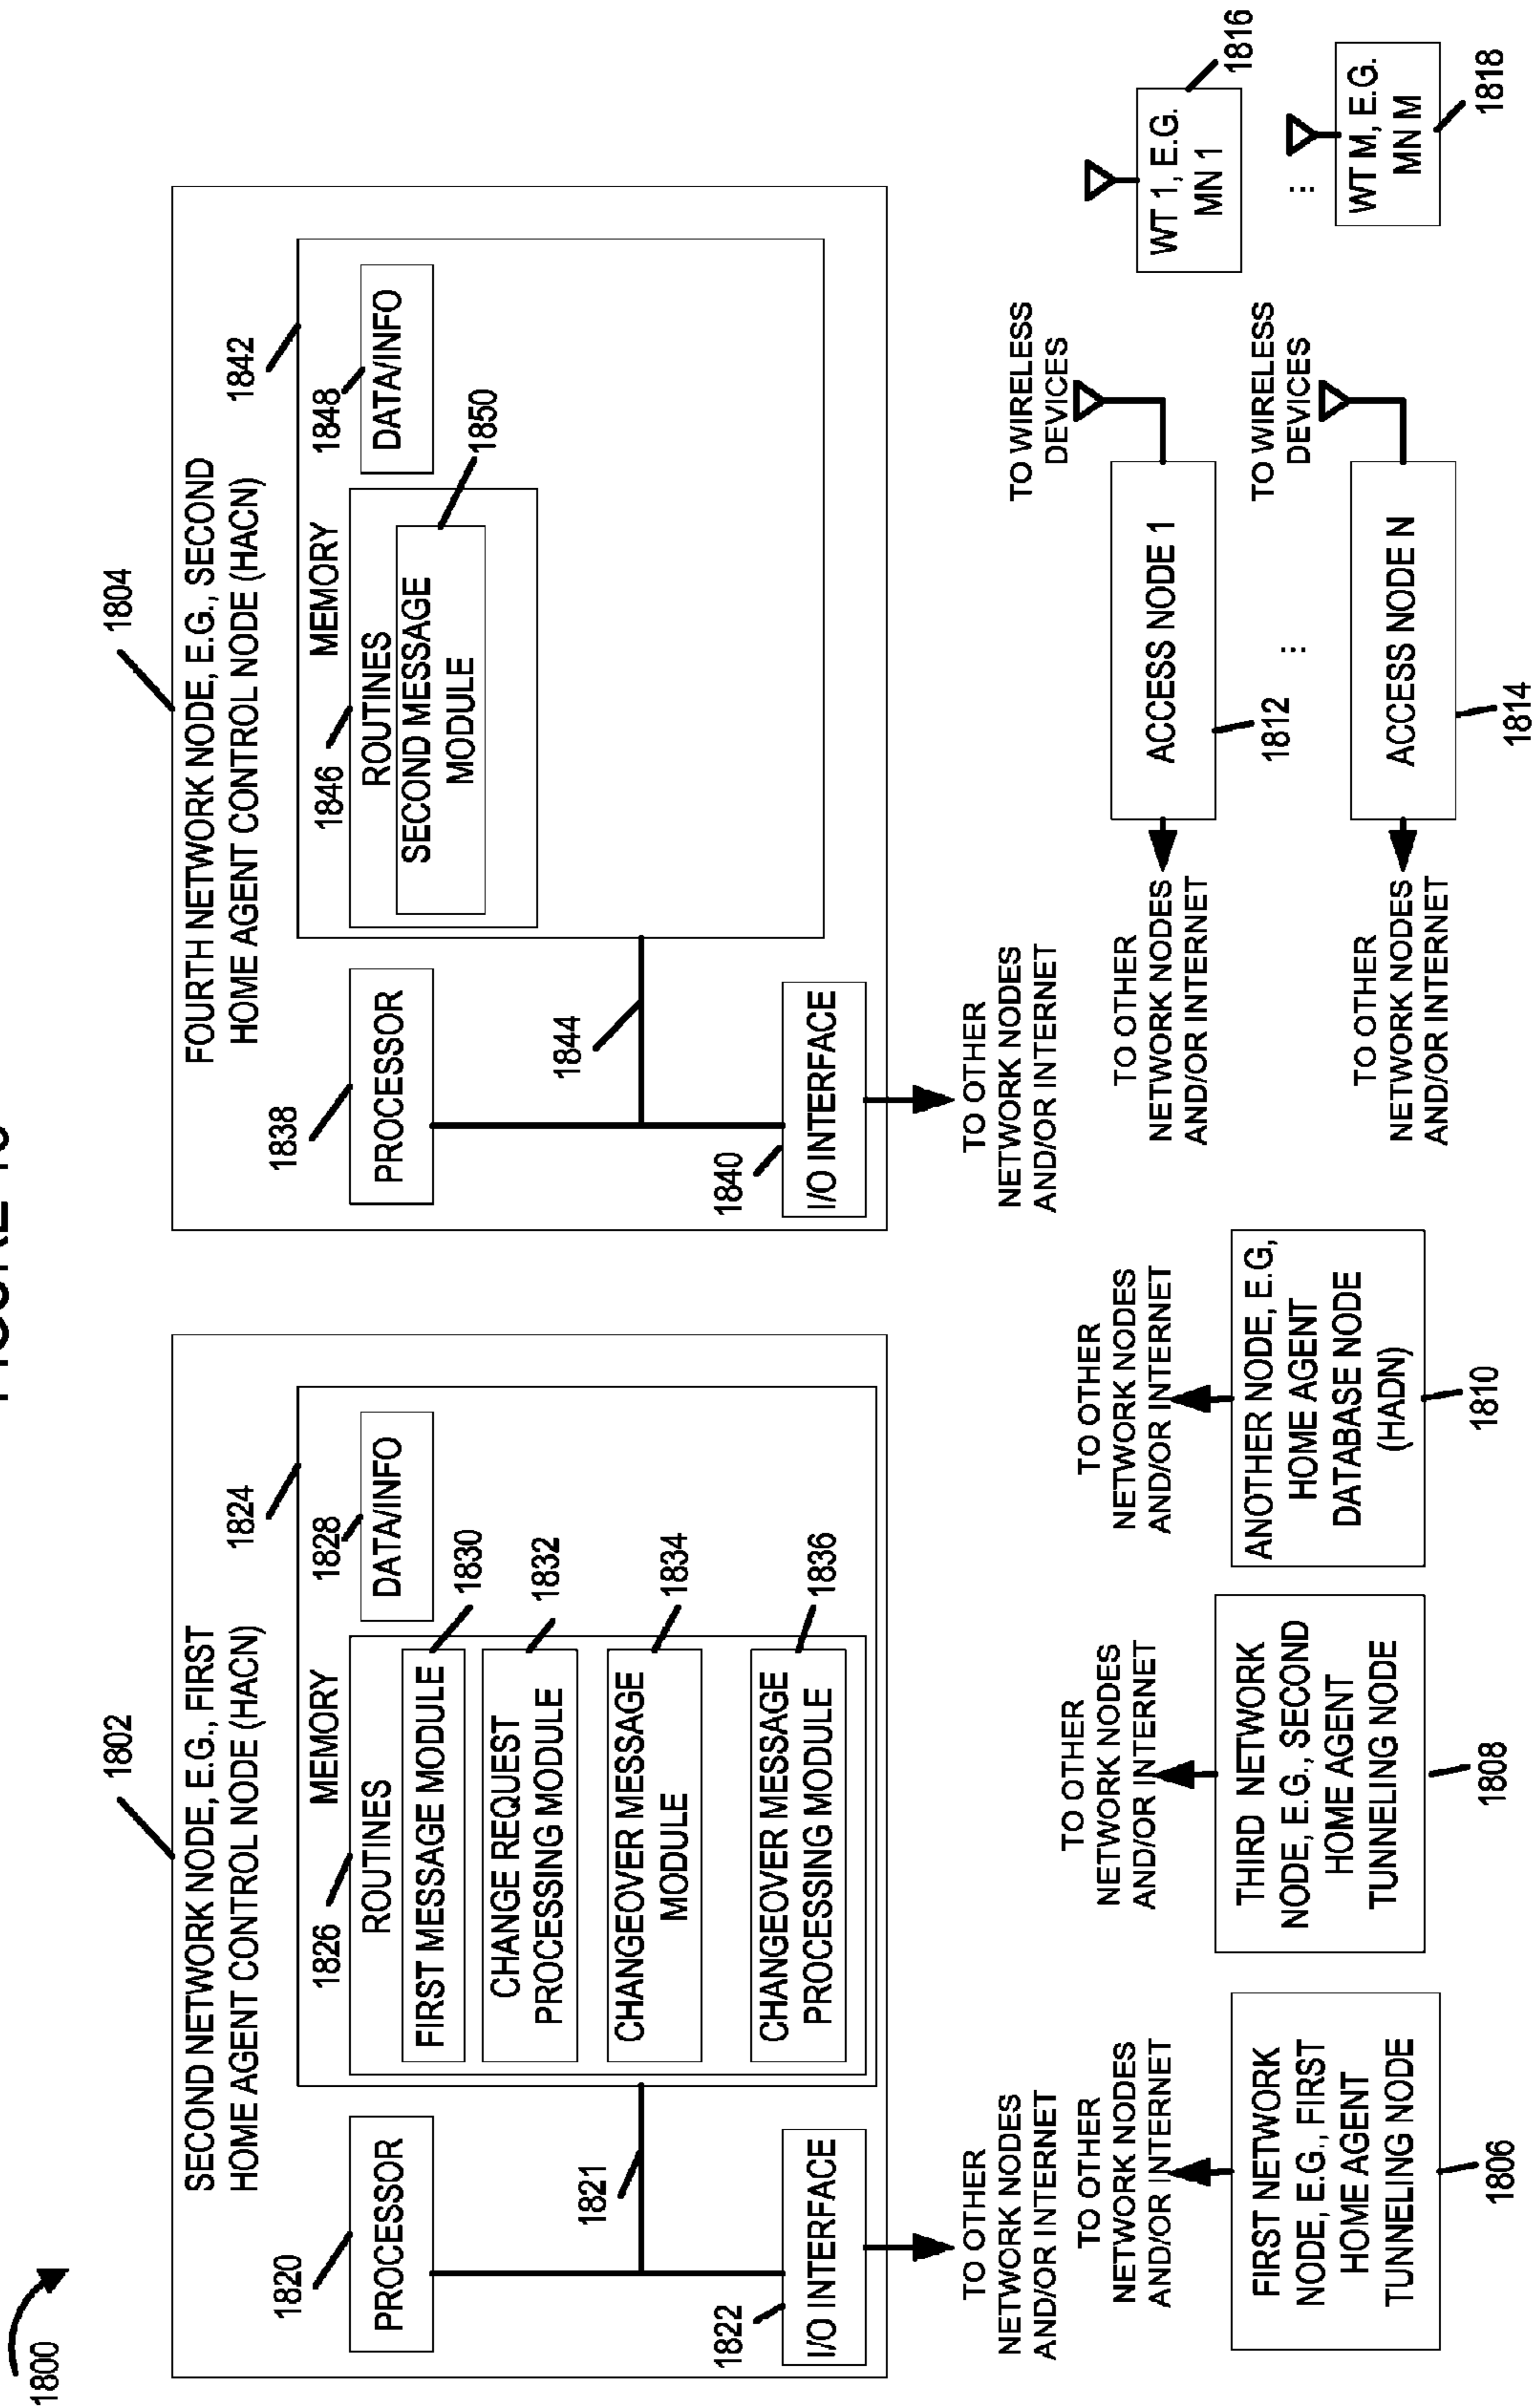 1800
1802
SECOND NETWORK NODE, E.G., FIRST
HOME AGENT CONTROL NODE (HACN)
1820
PROCESSOR
1821
1822
I/O INTERFACE
TO OTHER
NETWORK NODES
AND/OR INTERNET
1824
MEMORY
1826
ROUTINES
FIRST MESSAGE MODULE
1830
CHANGE REQUEST
PROCESSING MODULE
1832
CHANGEOVER MESSAGE
MODULE
1834
CHANGEOVER MESSAGE
PROCESSING MODULE
1836
1828
DATA/INFO
1804
FOURTH NETWORK NODE, E.G., SECOND
HOME AGENT CONTROL NODE (HACN)
1838
PROCESSOR
1844
1840
I/O INTERFACE
TO OTHER
NETWORK NODES
AND/OR INTERNET
1842
MEMORY
1846
ROUTINES
SECOND MESSAGE
MODULE
1850
1848
DATA/INFO
TO OTHER
NETWORK NODES
AND/OR INTERNET
FIRST NETWORK
NODE, E.G., FIRST
HOME AGENT
TUNNELING NODE
1806
TO OTHER
NETWORK NODES
AND/OR INTERNET
THIRD NETWORK
NODE, E.G., SECOND
HOME AGENT
TUNNELING NODE
1808
TO OTHER
NETWORK NODES
AND/OR INTERNET
ANOTHER NODE, E.G,
HOME AGENT
DATABASE NODE
(HADN)
1810
TO OTHER
NETWORK NODES
AND/OR INTERNET
ACCESS NODE 1
1812
TO WIRELESS
DEVICES
⋮
TO OTHER
NETWORK NODES
AND/OR INTERNET
ACCESS NODE N
1814
TO WIRELESS
DEVICES
WT 1, E.G.
MN 1
1816
⋮
WT M, E.G.
MN M
1818